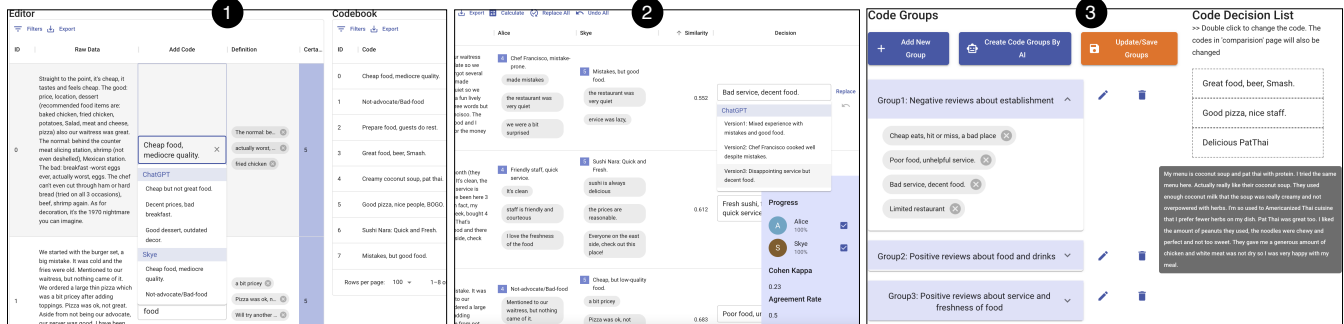 1
Editor
Filters Export
ID Raw Data Add Code Definition Certa...
0
Straight to the point, it's cheap, it
tastes and feels cheap. The good:
price, location, dessert
(recommended food items are:
baked chicken, fried chicken,
potatoes, Salad, meat and cheese,
pizza) also our waitress was great.
The normal: behind the counter
meat slicing station, shrimp (not
even deshelled), Mexican station.
The bad: breakfast -worst eggs
ever, actually worst, eggs. The chef
can't even cut through ham or hard
bread (tried on all 3 occasions),
beef, shrimp again. As for
decoration, it's the 1970 nightmare
you can imagine.
Cheap food,
mediocre quality.
ChatGPT
Cheap but not great food.
Decent prices, bad
breakfast.
Good dessert, outdated
decor.
Skye
Cheap food, mediocre
quality.
Not-advocate/Bad-food
food
The normal: be...
actually worst, ...
fried chicken
5
1
We started with the burger set, a
big mistake. It was cold and the
fries were old. Mentioned to our
waitress, but nothing came of it.
We ordered a large thin pizza which
was a bit pricey after adding
toppings. Pizza was ok, not great.
Aside from not being our advocate,
our server was good. I have been
a bit pricey
Pizza was ok, n...
Will try another ...
5
Codebook
Filters Export
ID Code
0 Cheap food, mediocre quality.
1 Not-advocate/Bad-food
2 Prepare food, guests do rest.
3 Great food, beer, Smash.
4 Creamy coconut soup, pat thai.
5 Good pizza, nice people, BOGO.
6 Sushi Nara: Quick and Fresh.
7 Mistakes, but good food.
Rows per page: 100 1–8 o
2
Export Calculate Replace All Undo All
Alice Skye Similarity Decision
4 Chef Francisco, mistake-
prone.
made mistakes
the restaurant was
very quiet
we were a bit
surprised
5 Mistakes, but good
food.
the restaurant was
very quiet
ervice was lazy,
0.552
Bad service, decent food.
Replace
ChatGPT
Version1: Mixed experience with
mistakes and good food.
Version2: Chef Francisco cooked well
despite mistakes.
Version3: Disappointing service but
decent food.
4 Friendly staff, quick
service.
It's clean
staff is friendly and
courteous
I love the freshness
of the food
5 Sushi Nara: Quick and
Fresh.
sushi is always
delicious
the prices are
reasonable.
Everyone on the east
side, check out this
place!
0.612
Fresh sushi, f
quick service
4 Not-advocate/Bad-food
Mentioned to our
waitress, but nothing
came of it.
5 Cheap, but low-quality
food.
a bit pricey
Pizza was ok, not
0.683
Poor food, u
Progress
A Alice
100%
S Skye
100%
Cohen Kappa
0.23
Agreement Rate
0.5
3
Code Groups
Add New
Group
Create Code Groups By
AI
Update/Save
Groups
Group1: Negative reviews about establishment
Cheap eats, hit or miss, a bad place
Poor food, unhelpful service.
Bad service, decent food.
Limited restaurant
Group2: Positive reviews about food and drinks
Group3: Positive reviews about service and
freshness of food
Code Decision List
>> Double click to change the code. The
codes in 'comparision' page will also be
changed
Great food, beer, Smash.
Good pizza, nice staff.
Delicious PatThai
My menu is coconut soup and pat thai with protein. I tried the
same menu here. Actually really like their coconut soup. They used
enough coconut milk that the soup was really creamy and not
overpowered with herbs. I'm so used to Americanized Thai cuisine
that I prefer fewer herbs on my dish. Pat Thai was great too. I liked
the amount of peanuts they used, the noodles were chewy and
perfect and not too sweet. They gave me a generous amount of
chicken and white meat was not dry so I was very happy with my
meal.